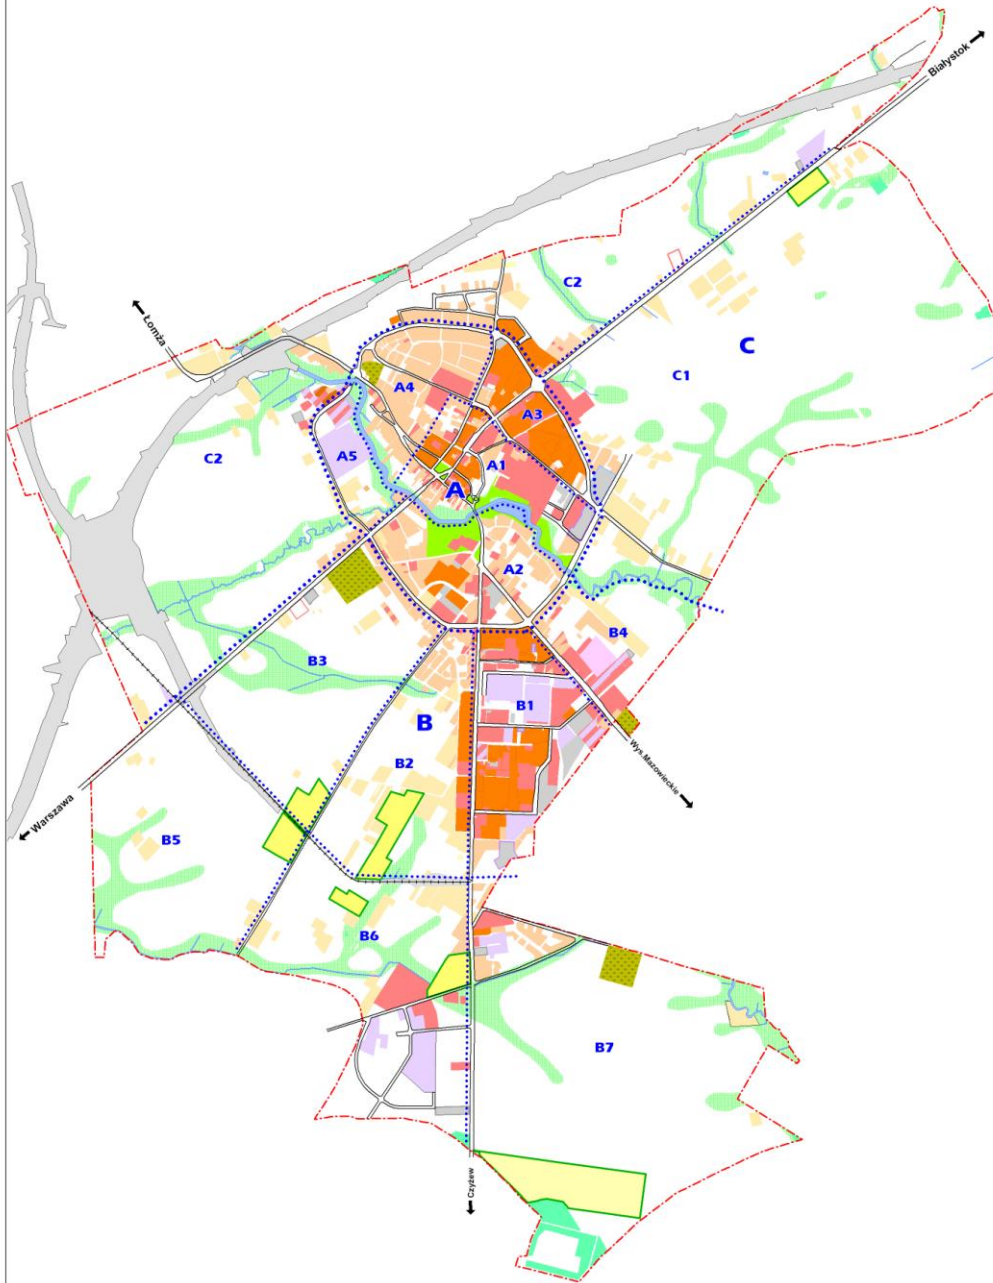 Białystok
Łomża
C2
C
C1
A4
A3
C2
A5
A1
A
A2
B4
B3
B1
B
B2
Wys. Mazowieckie
Warszawa
B5
B6
B7
Czyżew